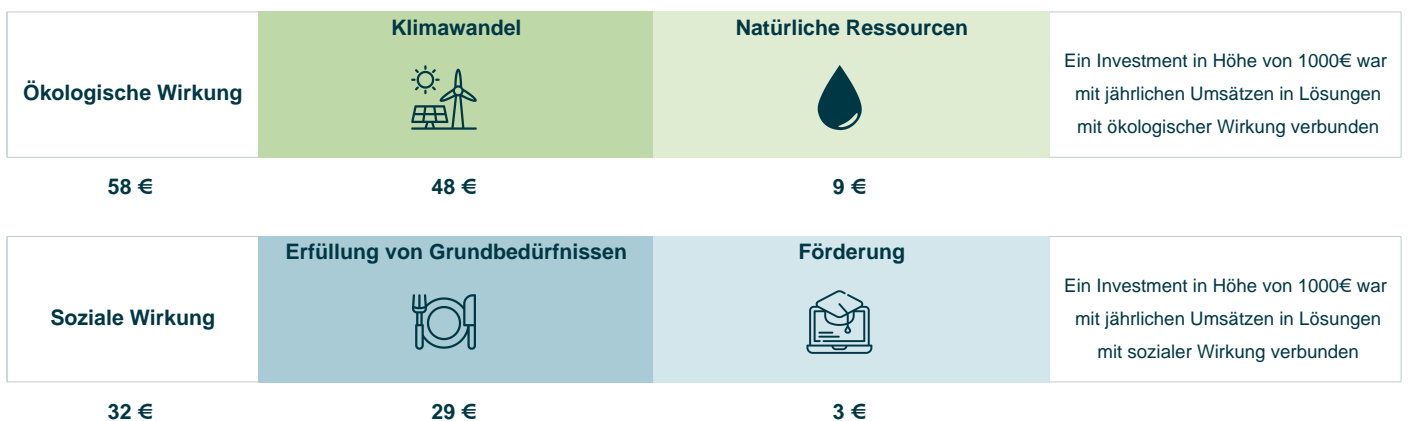 Klimawandel
Natürliche Ressourcen
Ökologische Wirkung
Ein Investment in Höhe von 1000€ war
mit jährlichen Umsätzen in Lösungen
mit ökologischer Wirkung verbunden
58 €
48 €
9 €
Erfüllung von Grundbedürfnissen
Förderung
Soziale Wirkung
Ein Investment in Höhe von 1000€ war
mit jährlichen Umsätzen in Lösungen
mit sozialer Wirkung verbunden
32 €
29 €
3 €